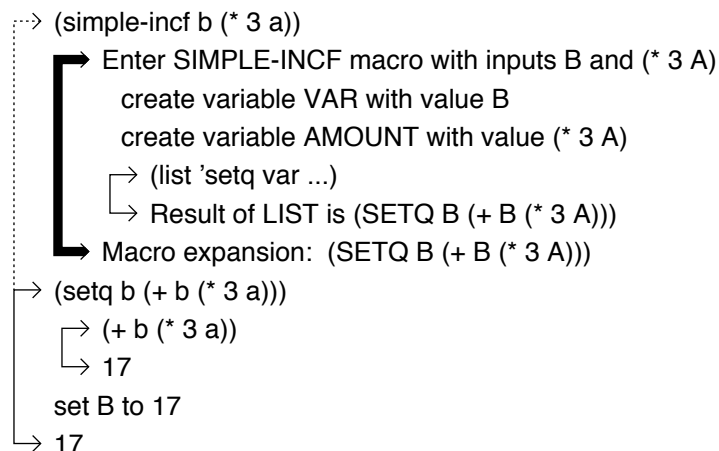 (simple-incf b (* 3 a))
Enter SIMPLE-INCF macro with inputs B and (* 3 A)
create variable VAR with value B
create variable AMOUNT with value (* 3 A)
(list 'setq var ...)
Result of LIST is (SETQ B (+ B (* 3 A)))
Macro expansion: (SETQ B (+ B (* 3 A)))
(setq b (+ b (* 3 a)))
(+ b (* 3 a))
17
set B to 17
17